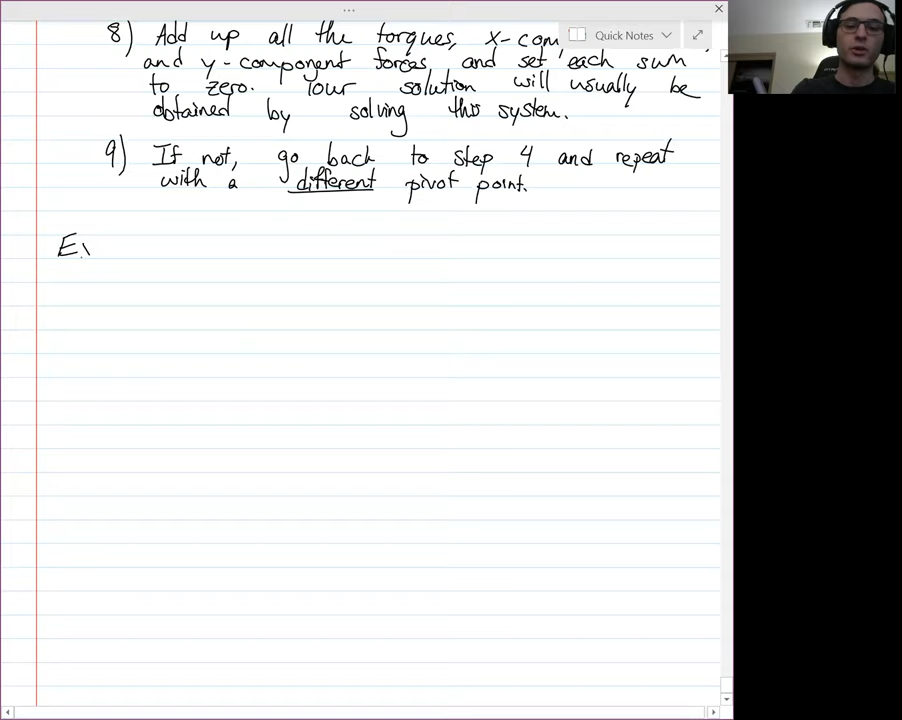 8) Add up all the torques, x-com
Quick Notes
and y-component forces, and set each sum
to zero. Your solution will usually be
obtained by solving this system.
9) If not, go back to step 4 and repeat
with a different pivot point.